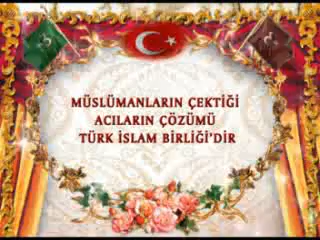 MÜSLÜMANLARIN ÇEKTİĞİ
ACILARIN ÇÖZÜMÜ
TÜRK İSLAM BİRLİĞİ'DİR